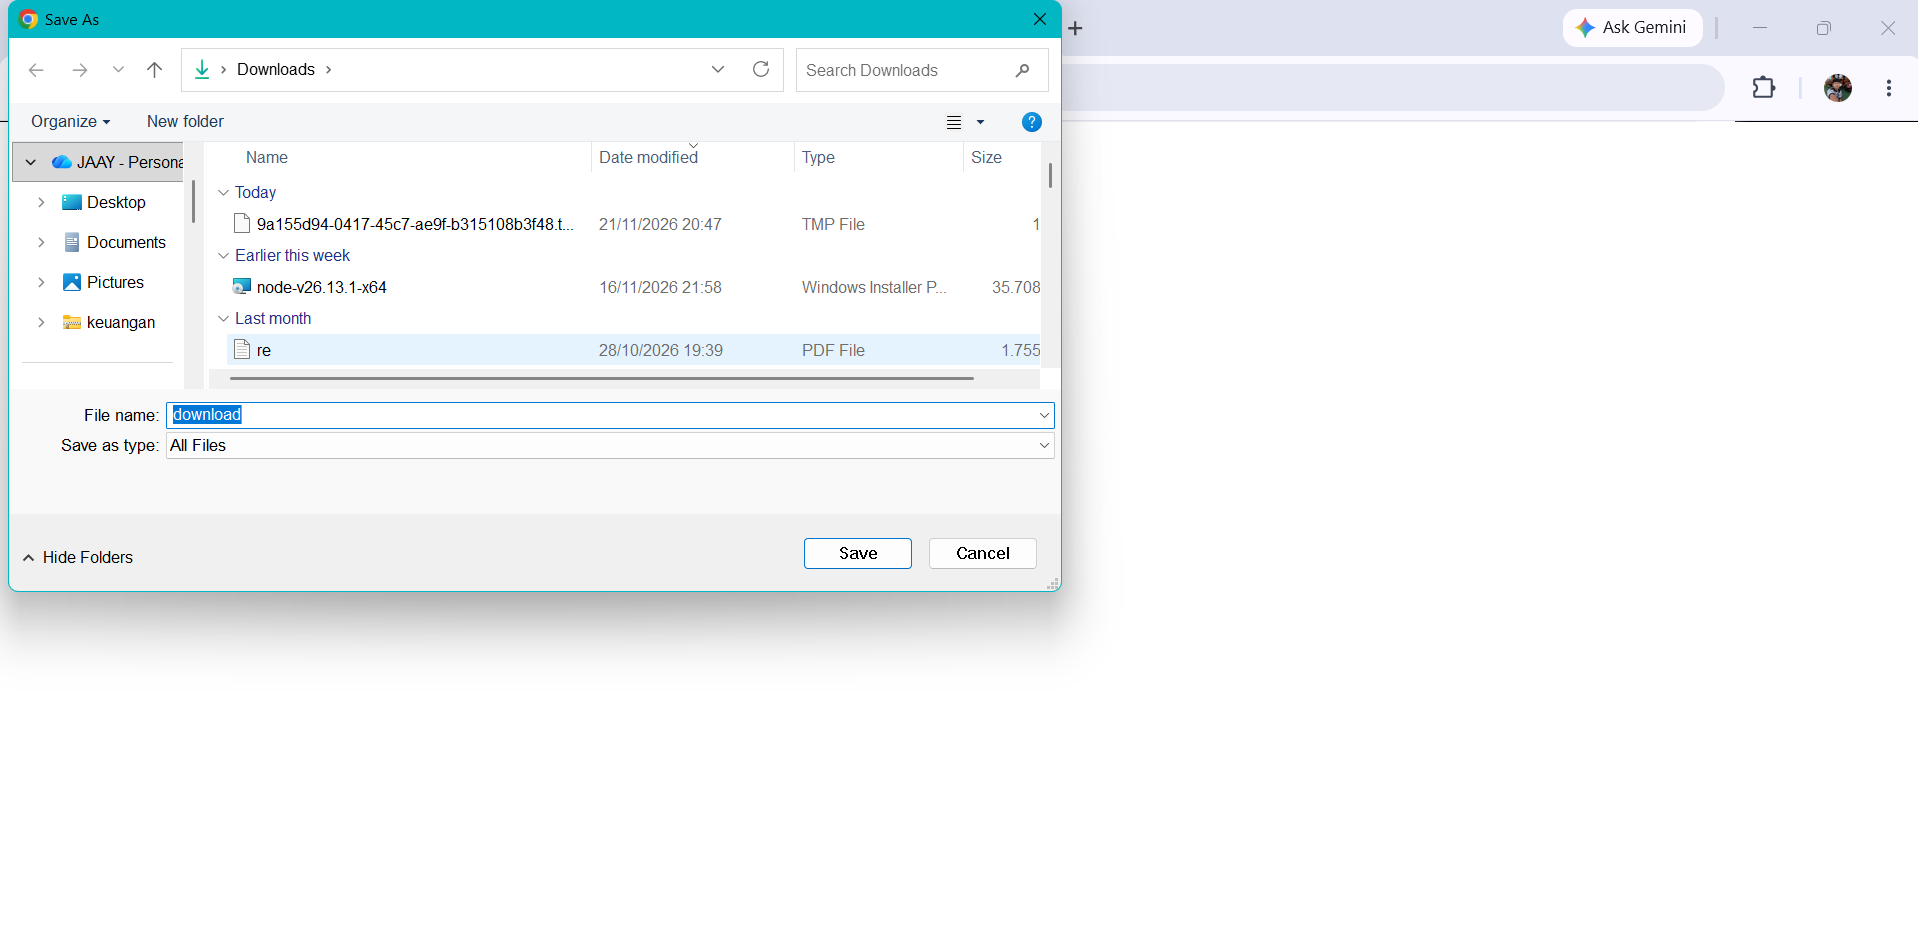 Save As
Ask Gemini
Downloads
Search Downloads
Organize
New folder
?
JAAY - Persona
Desktop
Documents
Pictures
keuangan
Name Date modified Type Size
Today
9a155d94-0417-45c7-ae9f-b315108b3f48.t... 21/11/2026 20:47 TMP File 1
Earlier this week
node-v26.13.1-x64 16/11/2026 21:58 Windows Installer P... 35.708
Last month
re 28/10/2026 19:39 PDF File 1.755
File name: download
Save as type: All Files
Hide Folders
Save
Cancel